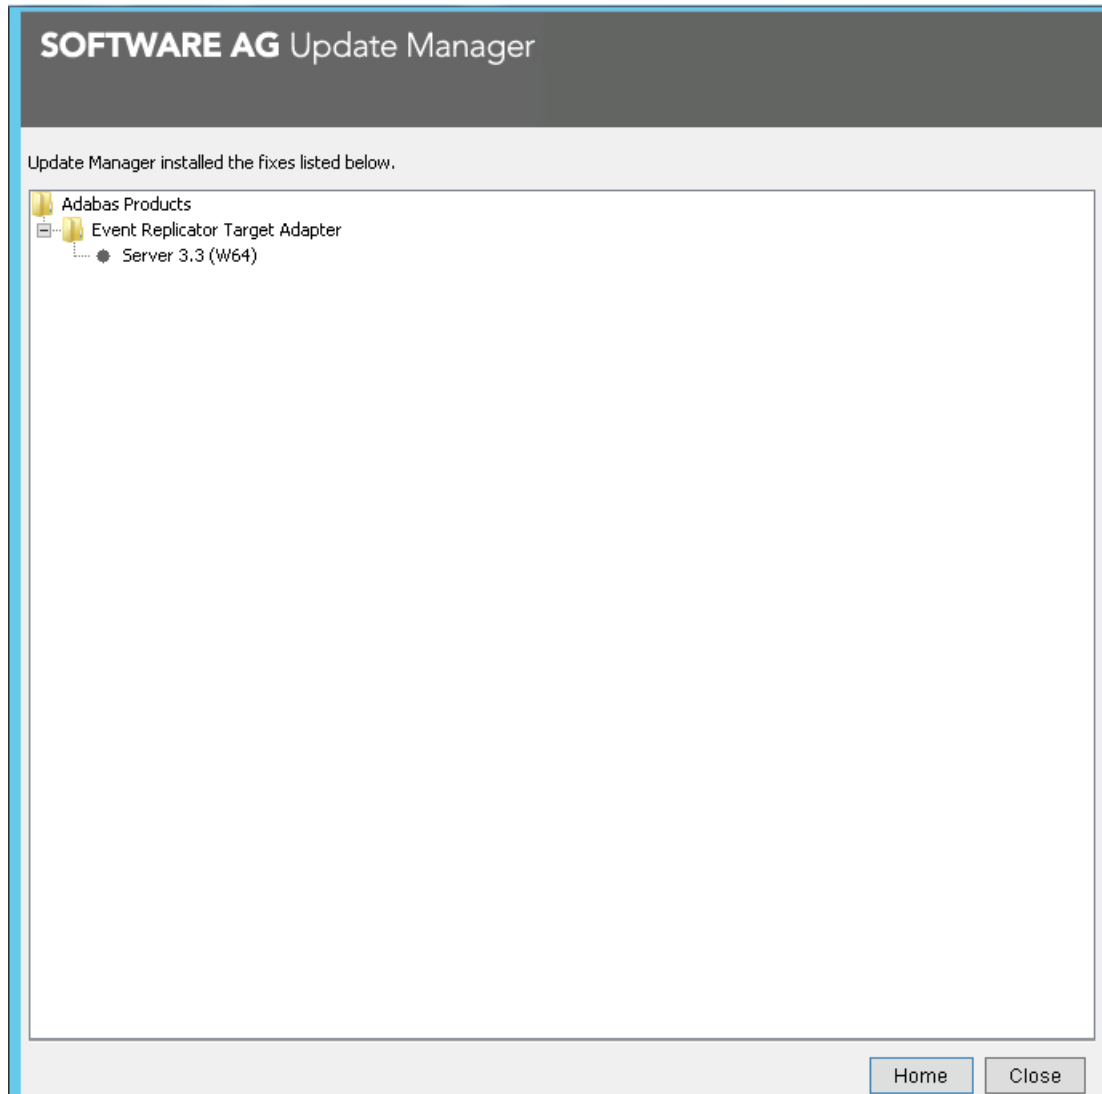 SOFTWARE AG Update Manager
Update Manager installed the fixes listed below.
Adabas Products
Event Replicator Target Adapter
Server 3.3 (W64)
Home Close